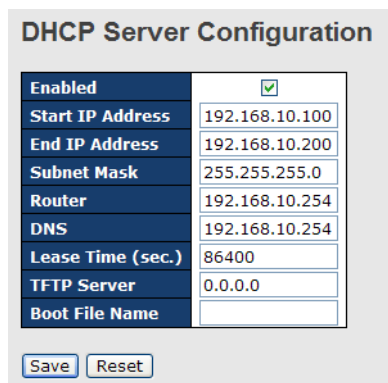 DHCP Server Configuration
Enabled
Start IP Address 192.168.10.100
End IP Address 192.168.10.200
Subnet Mask 255.255.255.0
Router 192.168.10.254
DNS 192.168.10.254
Lease Time (sec.) 86400
TFTP Server 0.0.0.0
Boot File Name
Save Reset